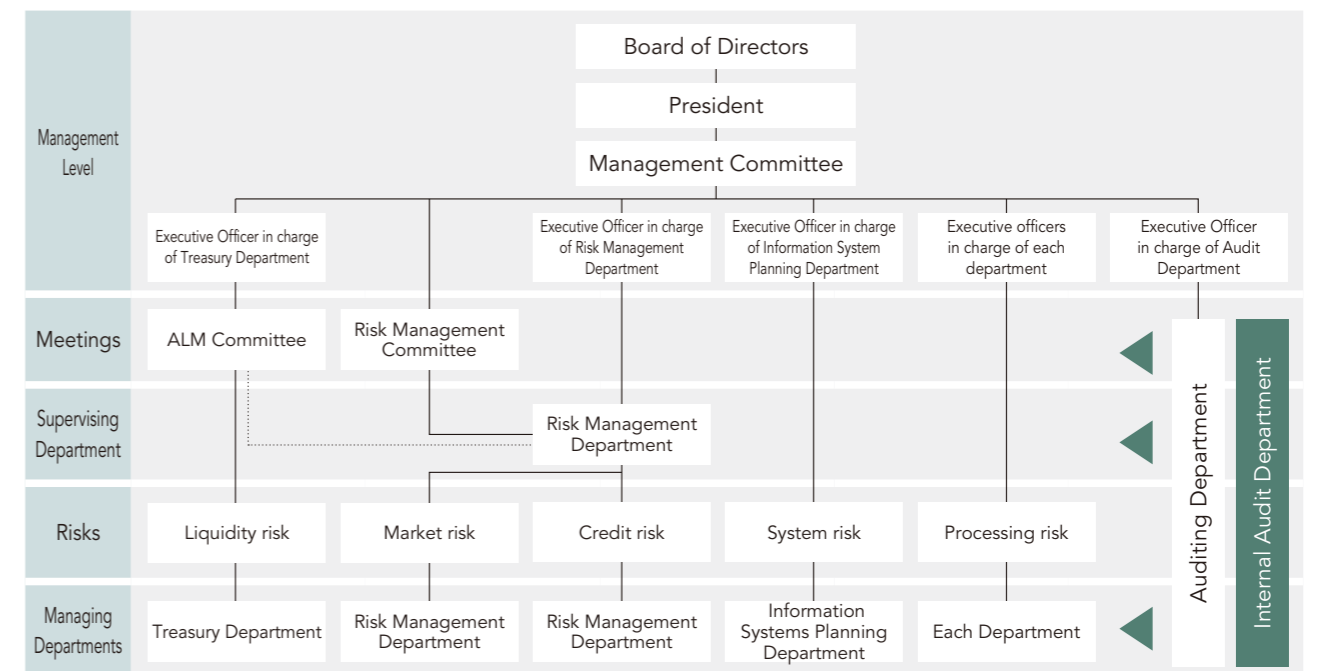 Management
Level
Board of Directors
President
Management Committee
Executive Officer in charge
of Treasury Department
Executive Officer in charge
of Risk Management
Department
Executive Officer in charge
of Information System
Planning Department
Executive officers
in charge of each
department
Executive Officer
in charge of Audit
Department
Meetings
ALM Committee
Risk Management
Committee
Supervising
Department
Risk Management
Department
Risks
Liquidity risk
Market risk
Credit risk
System risk
Processing risk
Managing
Departments
Treasury Department
Risk Management
Department
Risk Management
Department
Information
Systems Planning
Department
Each Department
Auditing Department
Internal Audit Department